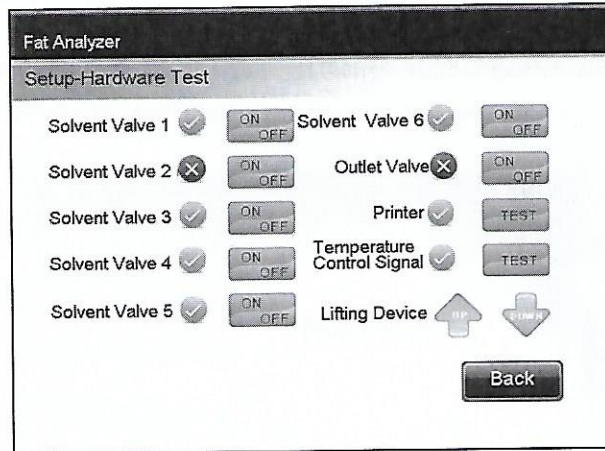 Fat Analyzer
Setup-Hardware Test
Solvent Valve 1 ON OFF
Solvent Valve 2 ON OFF
Solvent Valve 3 ON OFF
Solvent Valve 4 ON OFF
Solvent Valve 5 ON OFF
Solvent Valve 6 ON OFF
Outlet Valve ON OFF
Printer TEST
Temperature
Control Signal TEST
Lifting Device UP DOWN
Back